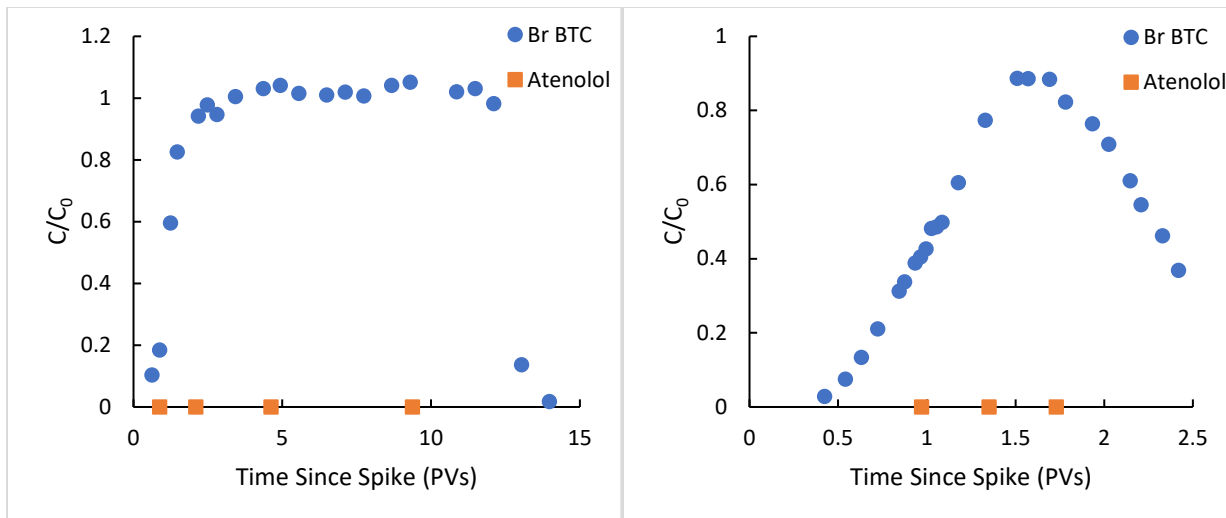 Br BTC
Atenolol
1.2
1
0.8
0.6
0.4
0.2
0
C/C₀
0 5 10 15
Time Since Spike (PVs)
Br BTC
Atenolol
1
0.8
0.6
0.4
0.2
0
C/C₀
0 0.5 1 1.5 2 2.5
Time Since Spike (PVs)